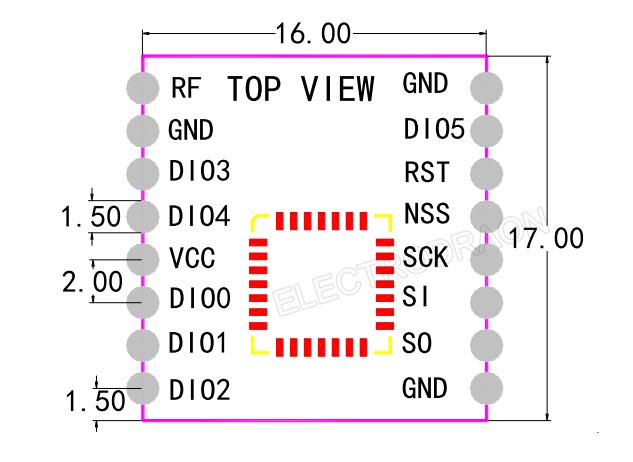 16.00
RF TOP VIEW GND
GND DIO5
DIO3 RST
1.50 DIO4 NSS
17.00
VCC SCK
2.00 DIO0 SI
DIO1 SO
1.50 DIO2 GND
ELECTRODRAGON